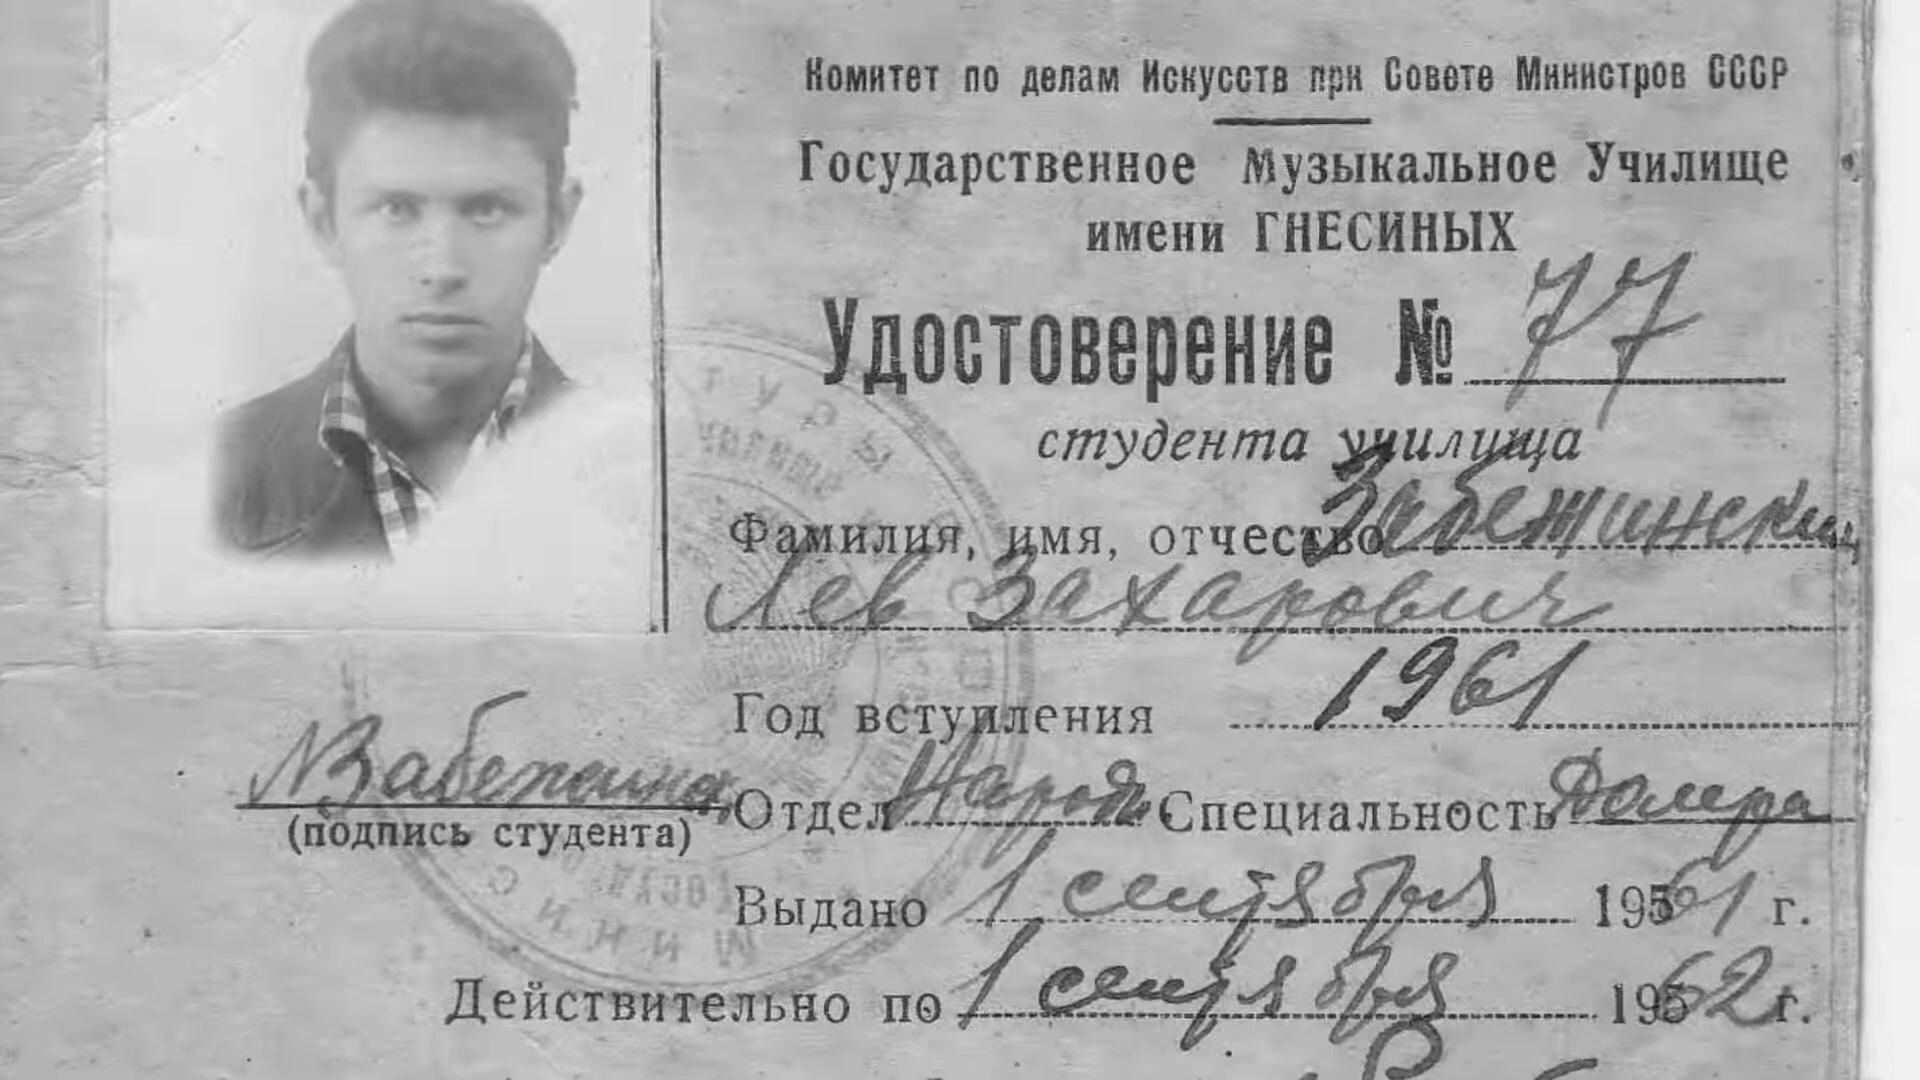 Комитет по делам Искусств при Совете Министров СССР
Государственное Музыкальное Училище
имени ГНЕСИНЫХ
Удостоверение № 77
студента училища
Фамилия, имя, отчество Забежинский
Лев Захарович
Год вступления 1961
(подпись студента)
Отдел Народн. Специальность Домра
Выдано 1 сентября 1961 г.
Действительно по 1 сентября 1962 г.